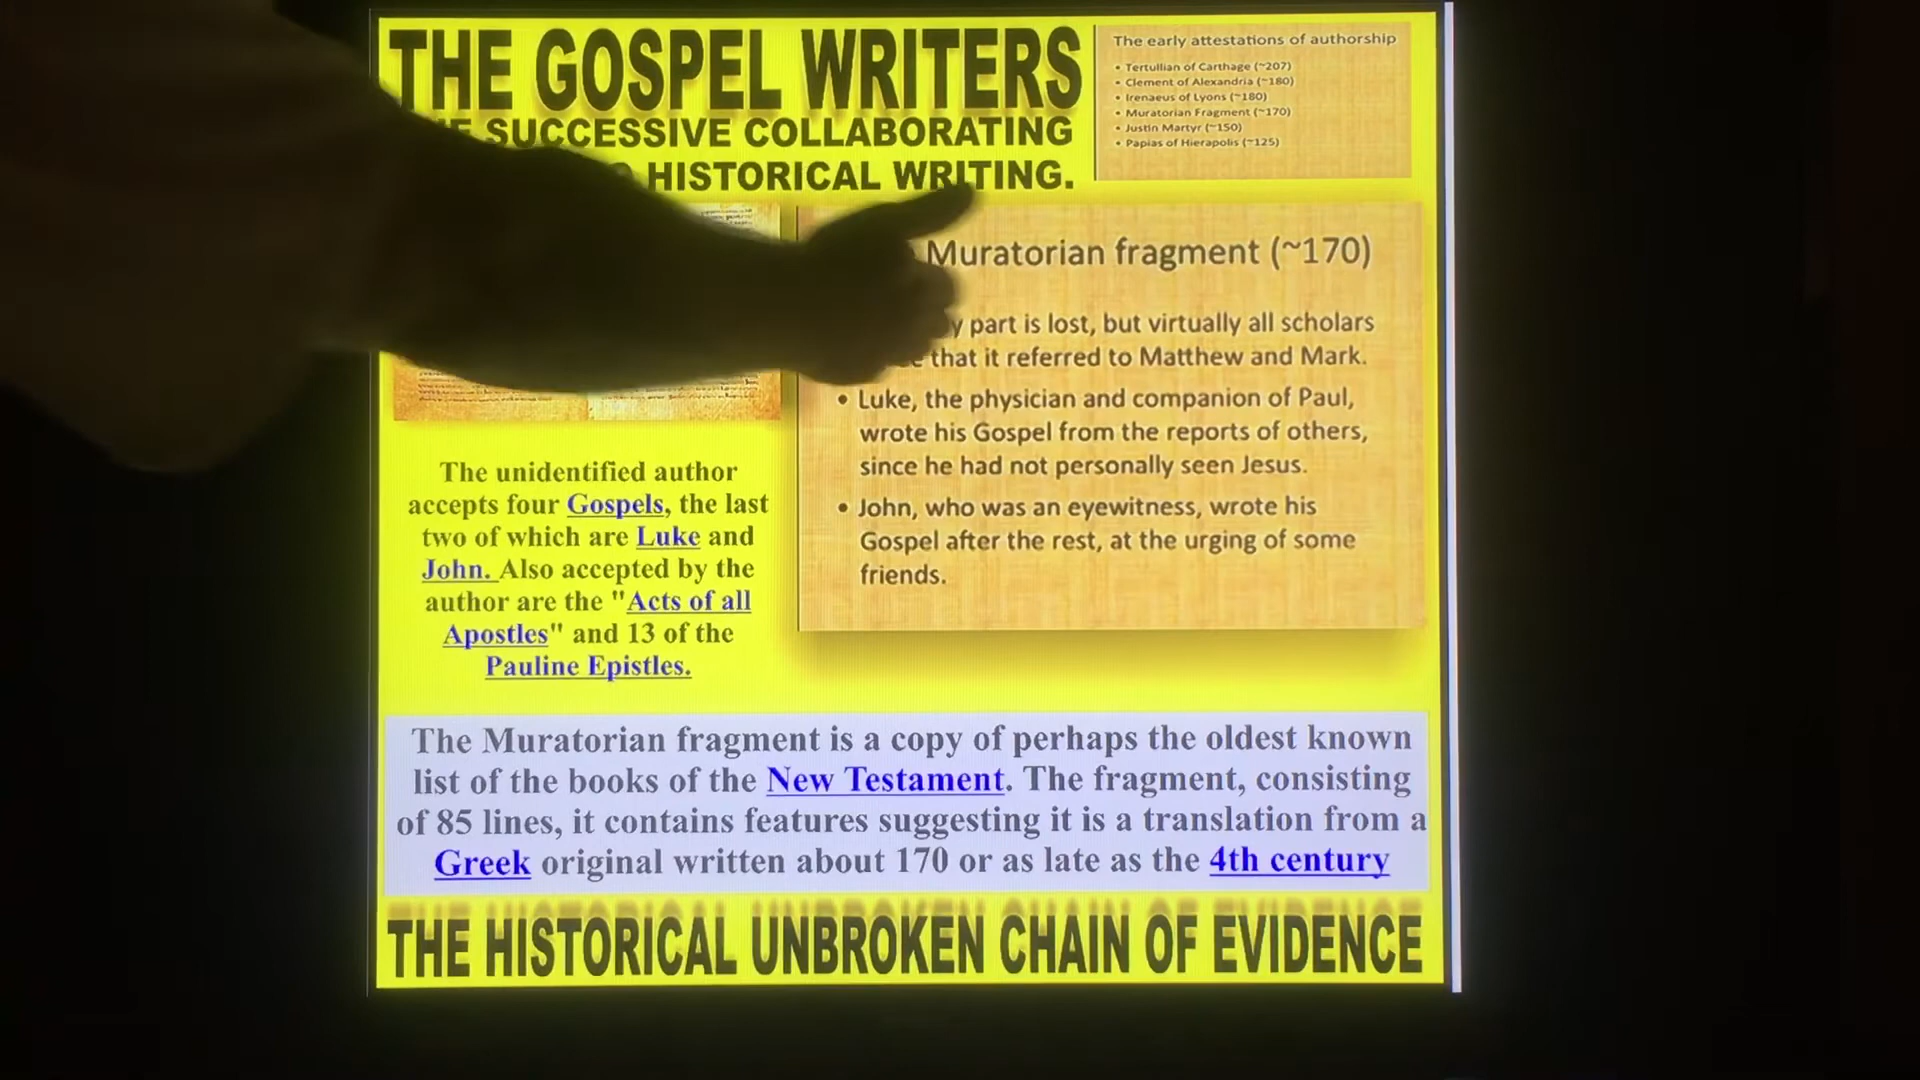 THE GOSPEL WRITERS
SUCCESSIVE COLLABORATING
HISTORICAL WRITING.
The early attestations of authorship
• Tertullian of Carthage (~207)
• Clement of Alexandria (~180)
• Irenaeus of Lyons (~180)
• Muratorian Fragment (~170)
• Justin Martyr (~150)
• Papias of Hierapolis (~125)
Muratorian fragment (~170)
part is lost, but virtually all scholars
that it referred to Matthew and Mark.
• Luke, the physician and companion of Paul,
wrote his Gospel from the reports of others,
since he had not personally seen Jesus.
• John, who was an eyewitness, wrote his
Gospel after the rest, at the urging of some
friends.
The unidentified author
accepts four Gospels, the last
two of which are Luke and
John. Also accepted by the
author are the "Acts of all
Apostles" and 13 of the
Pauline Epistles.
The Muratorian fragment is a copy of perhaps the oldest known
list of the books of the New Testament. The fragment, consisting
of 85 lines, it contains features suggesting it is a translation from a
Greek original written about 170 or as late as the 4th century
THE HISTORICAL UNBROKEN CHAIN OF EVIDENCE